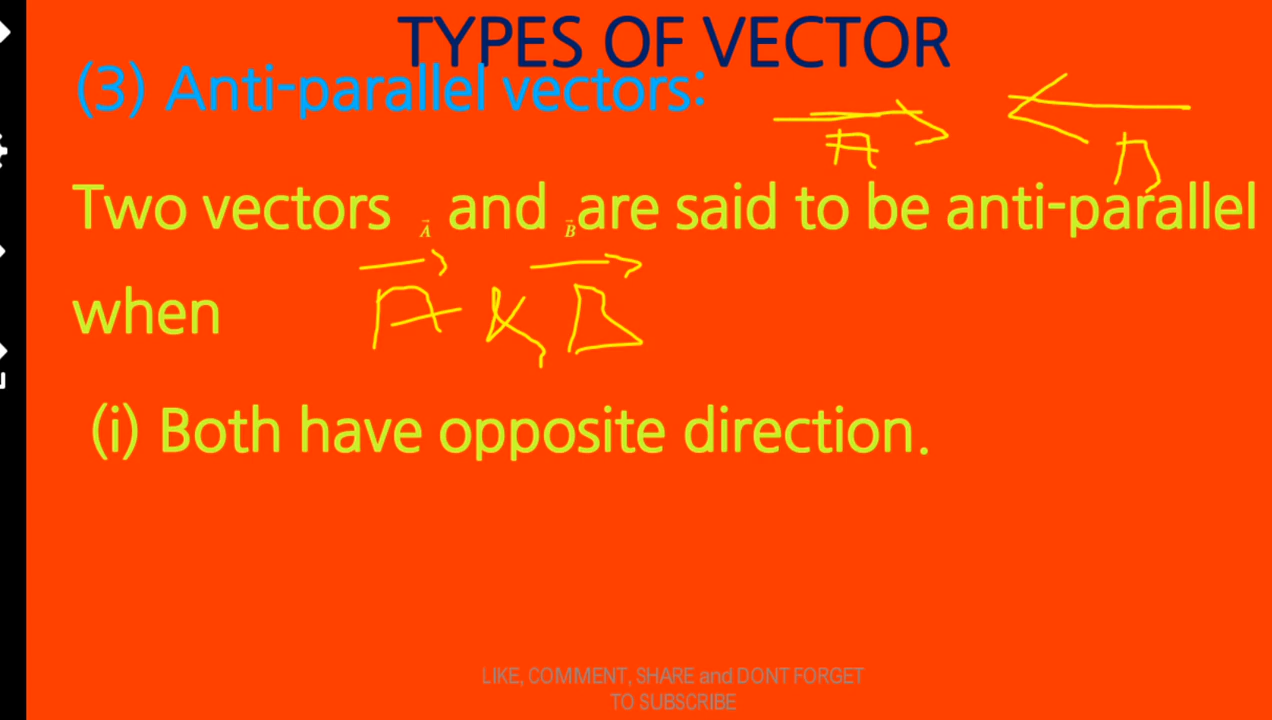 TYPES OF VECTOR
(3) Anti-parallel vectors:
A
Two vectors A⃗ and B⃗ are said to be anti-parallel
when A⃗ & B⃗
(i) Both have opposite direction.
LIKE, COMMENT, SHARE and DONT FORGET
TO SUBSCRIBE